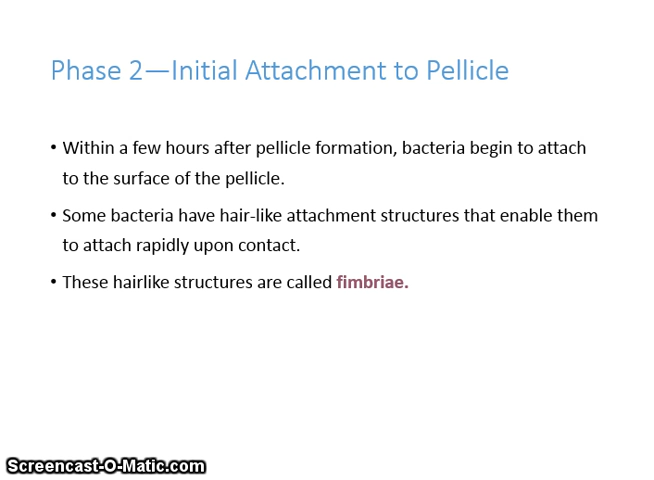 Phase 2—Initial Attachment to Pellicle
• Within a few hours after pellicle formation, bacteria begin to attach
to the surface of the pellicle.
• Some bacteria have hair-like attachment structures that enable them
to attach rapidly upon contact.
• These hairlike structures are called fimbriae.
Screencast-O-Matic.com